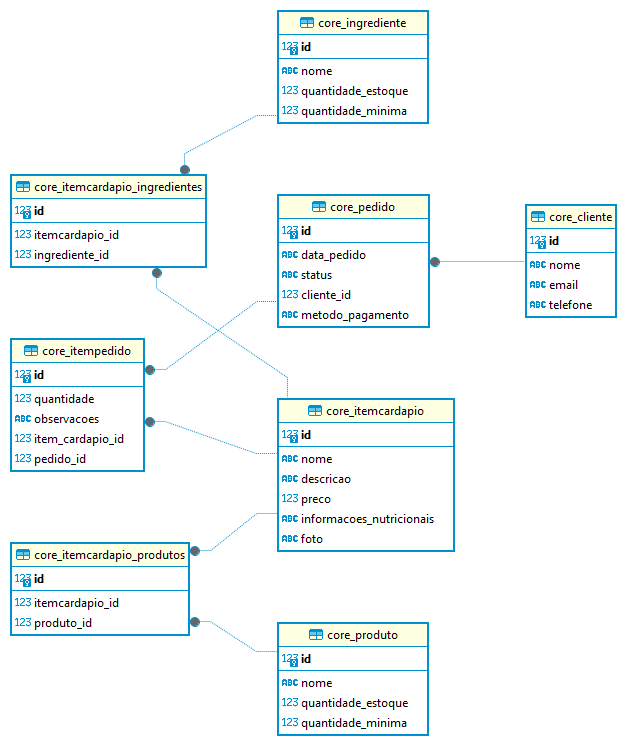 core_ingrediente
123 id
ABC nome
123 quantidade_estoque
123 quantidade_minima
core_itemcardapio_ingredientes
123 id
123 itemcardapio_id
123 ingrediente_id
core_pedido
123 id
ABC data_pedido
ABC status
123 cliente_id
ABC metodo_pagamento
core_cliente
123 id
ABC nome
ABC email
ABC telefone
core_itempedido
123 id
123 quantidade
ABC observacoes
123 item_cardapio_id
123 pedido_id
core_itemcardapio
123 id
ABC nome
ABC descricao
123 preco
ABC informacoes_nutricionais
ABC foto
core_itemcardapio_produtos
123 id
123 itemcardapio_id
123 produto_id
core_produto
123 id
ABC nome
123 quantidade_estoque
123 quantidade_minima